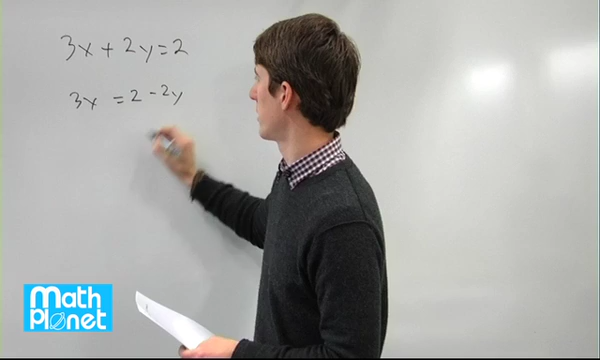 3x + 2y = 2
3x = 2 - 2y
Math
Planet